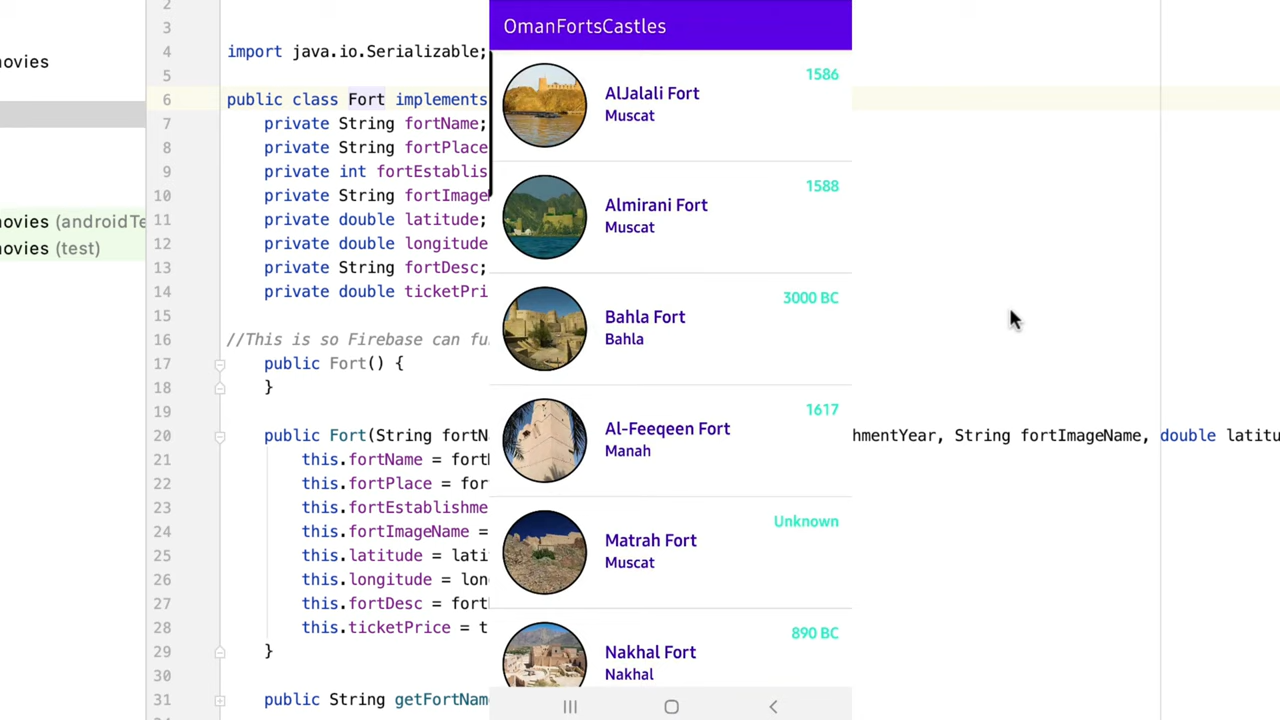 ovies
ovies (androidTe
ovies (test)
2
3
4 import java.io.Serializable;
5
6 public class Fort implements
7 private String fortName;
8 private String fortPlace
9 private int fortEstablis
10 private String fortImage
11 private double latitude;
12 private double longitude
13 private String fortDesc;
14 private double ticketPri
15
16 //This is so Firebase can fu
17 public Fort() {
18 }
19
20 public Fort(String fortN
21 this.fortName = fort
22 this.fortPlace = for
23 this.fortEstablishme
24 this.fortImageName =
25 this.latitude = lati
26 this.longitude = lon
27 this.fortDesc = fort
28 this.ticketPrice = t
29 }
30
31 public String getFortNam
OmanFortsCastles
1586
AlJalali Fort
Muscat
1588
Almirani Fort
Muscat
3000 BC
Bahla Fort
Bahla
1617
Al-Feeqeen Fort
Manah
Unknown
Matrah Fort
Muscat
890 BC
Nakhal Fort
Nakhal
hmentYear, String fortImageName, double latitu